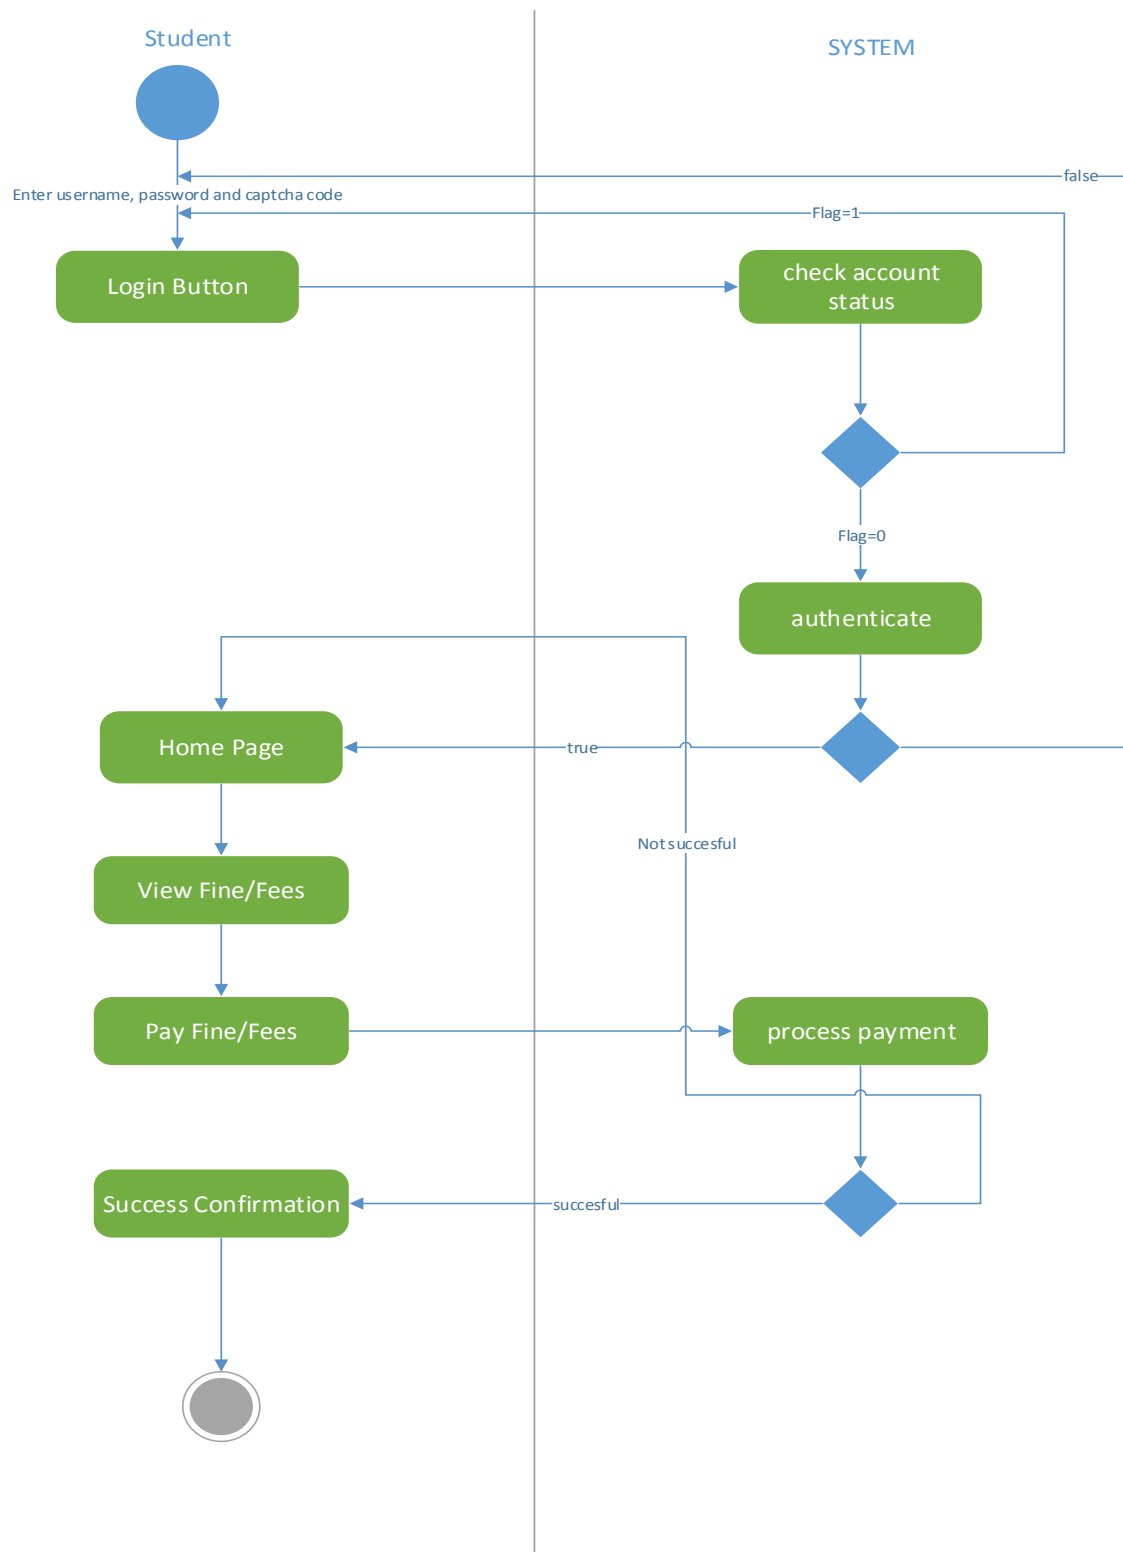 Student
SYSTEM
false
Enter username, password and captcha code
Flag=1
Login Button
check account
status
Flag=0
authenticate
Home Page
true
Not succesful
View Fine/Fees
Pay Fine/Fees
process payment
Success Confirmation
succesful